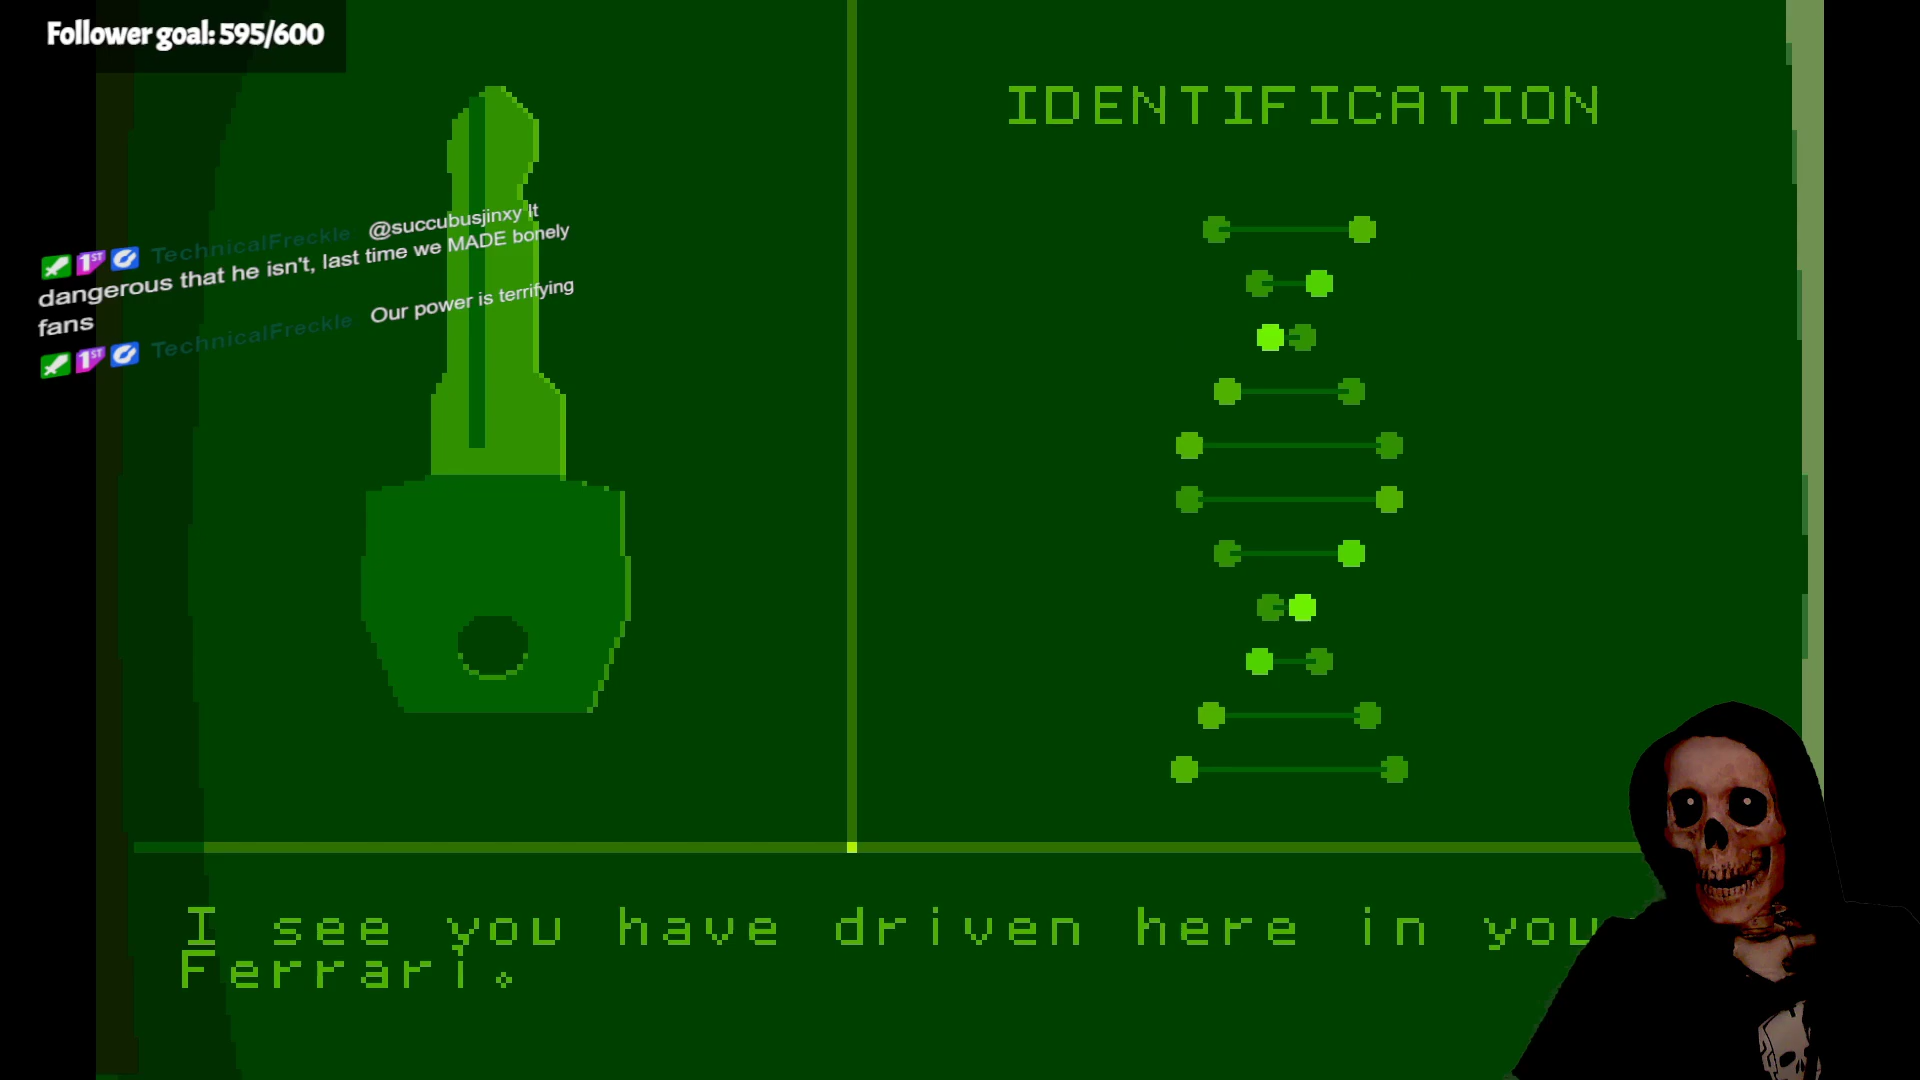 Follower goal: 595/600
IDENTIFICATION
TechnicalFreckle @succubusjinxy It
dangerous that he isn't, last time we MADE bonely
fans
TechnicalFreckle Our power is terrifying
I see you have driven here in you
Ferrari.